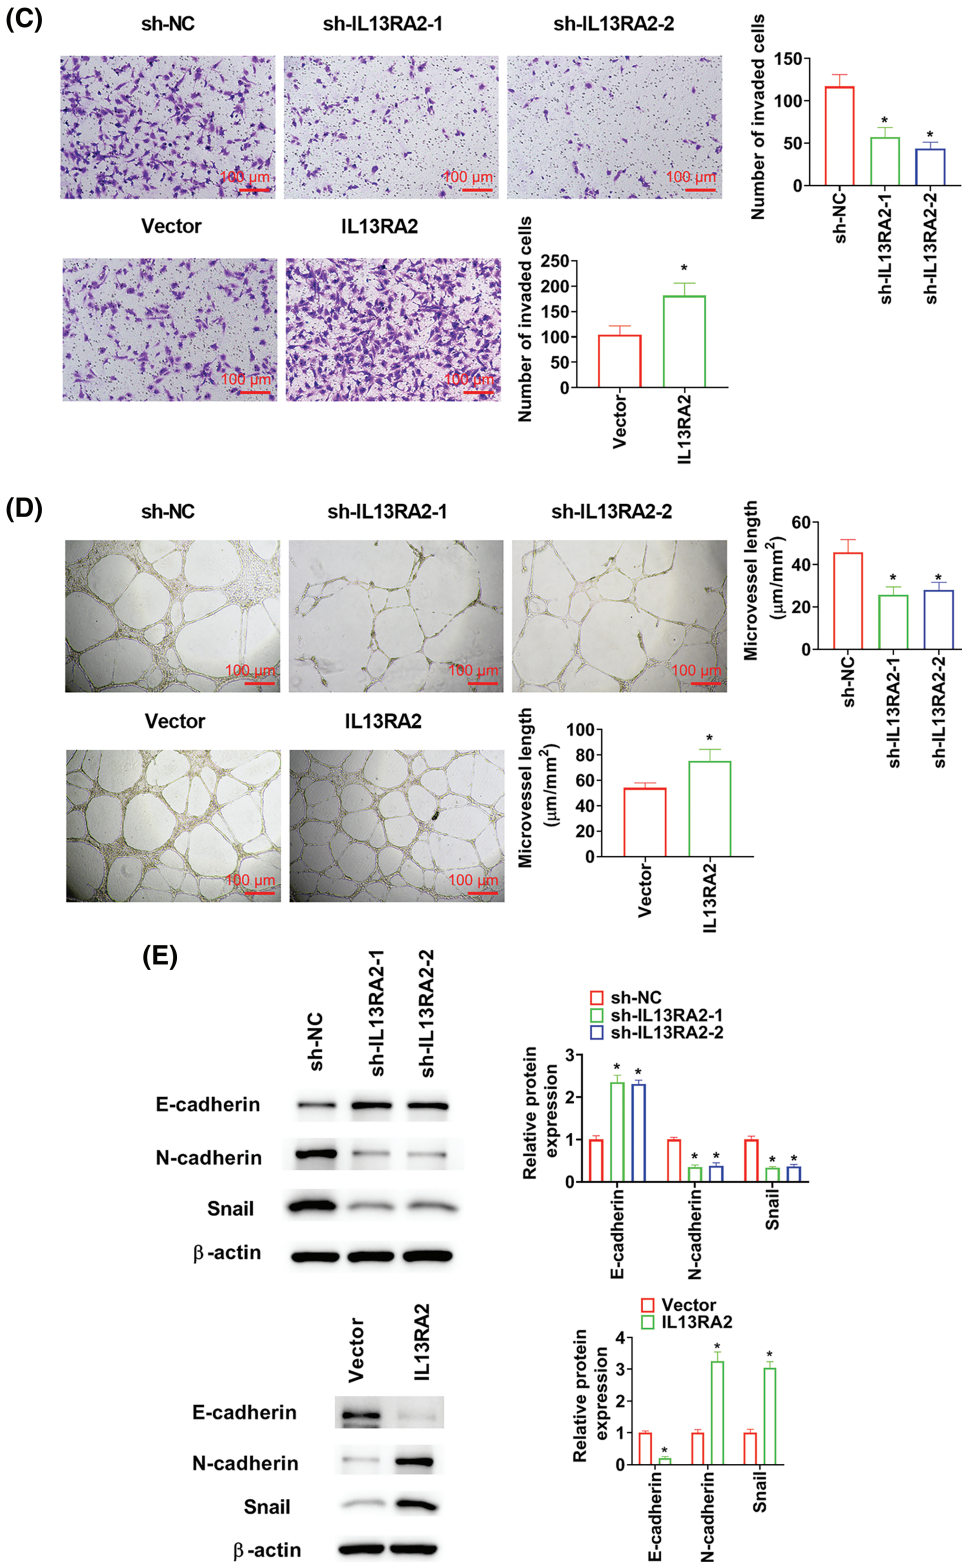 (C)
sh-NC
sh-IL13RA2-1
sh-IL13RA2-2
100 µm
100 µm
100 µm
Number of invaded cells
150
100
50
0
*
*
sh-NC
sh-IL13RA2-1
sh-IL13RA2-2
Vector
IL13RA2
100 µm
100 µm
Number of invaded cells
250
200
150
100
50
0
*
Vector
IL13RA2
(D)
sh-NC
sh-IL13RA2-1
sh-IL13RA2-2
100 µm
100 µm
100 µm
Microvessel length
(µm/mm²)
60
40
20
0
*
*
sh-NC
sh-IL13RA2-1
sh-IL13RA2-2
Vector
IL13RA2
100 µm
100 µm
Microvessel length
(µm/mm²)
100
80
60
40
20
0
*
Vector
IL13RA2
(E)
sh-NC
sh-IL13RA2-1
sh-IL13RA2-2
E-cadherin
N-cadherin
Snail
β-actin
sh-NC
sh-IL13RA2-1
sh-IL13RA2-2
Relative protein
expression
3
2
1
0
* *
* *
* *
E-cadherin
N-cadherin
Snail
Vector
IL13RA2
E-cadherin
N-cadherin
Snail
β-actin
Vector
IL13RA2
Relative protein
expression
4
3
2
1
0
*
*
*
E-cadherin
N-cadherin
Snail